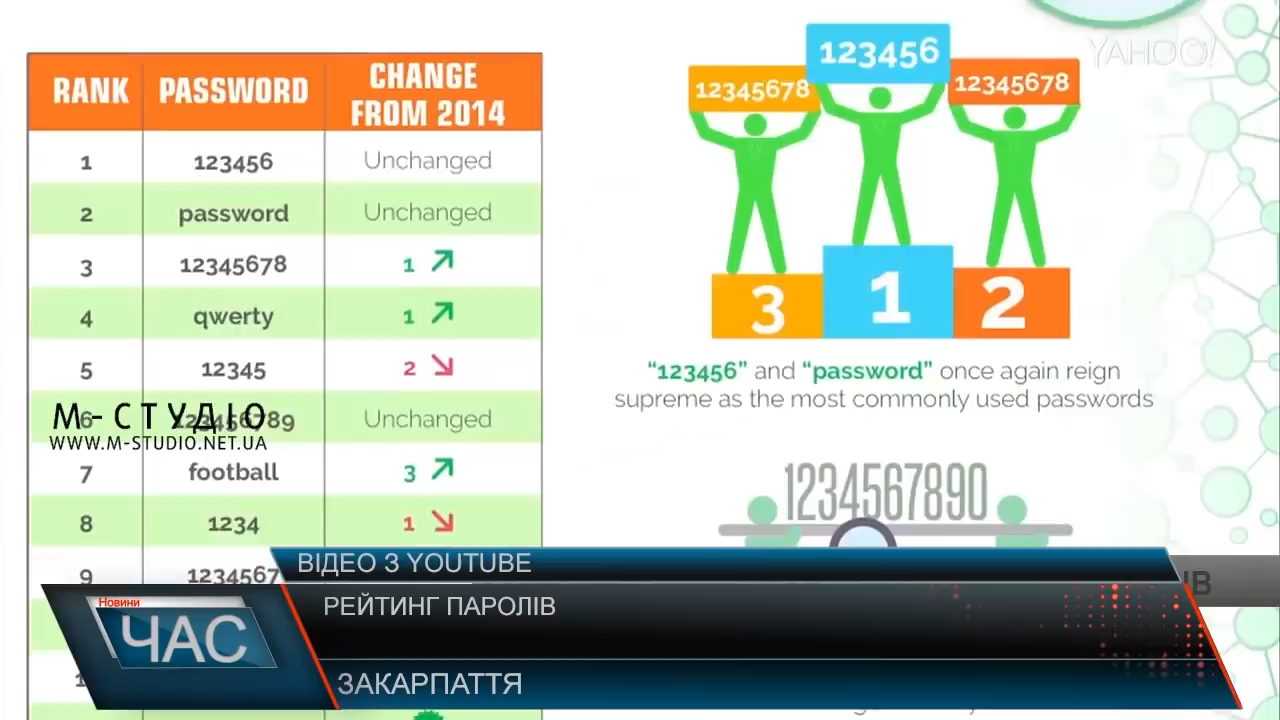 RANK PASSWORD CHANGE FROM 2014
1 123456 Unchanged
2 password Unchanged
3 12345678 1
4 qwerty 1
5 12345 2
6 123456789 Unchanged
7 football 3
8 1234 1
9 1234567
М-СТУДІО
WWW.M-STUDIO.NET.UA
YAHOO!
123456
12345678
12345678
3 1 2
“123456” and “password” once again reign
supreme as the most commonly used passwords
1234567890
ВІДЕО З YOUTUBE
РЕЙТИНГ ПАРОЛІВ
Новини
ЧАС
ЗАКАРПАТТЯ